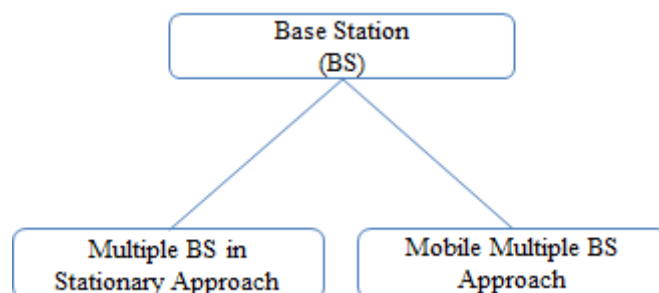 Base Station
(BS)
Multiple BS in
Stationary Approach
Mobile Multiple BS
Approach